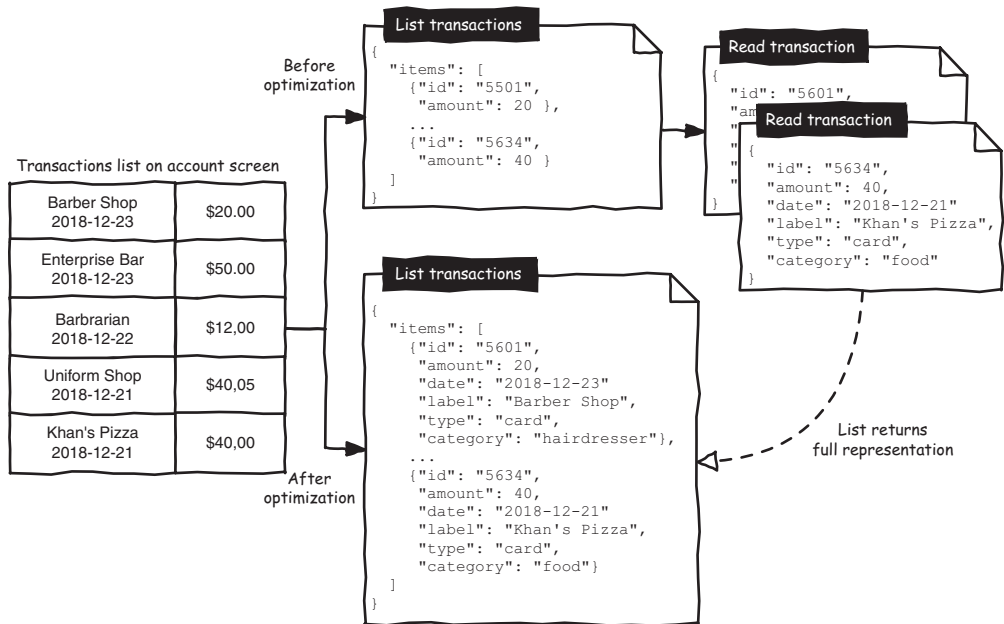 Transactions list on account screen
Barber Shop
2018-12-23
$20.00
Enterprise Bar
2018-12-23
$50.00
Barbrarian
2018-12-22
$12,00
Uniform Shop
2018-12-21
$40,05
Khan's Pizza
2018-12-21
$40,00
Before
optimization
List transactions
{
"items": [
{"id": "5501",
"amount": 20 },
...
{"id": "5634",
"amount": 40 }
]
}
Read transaction
{
"id": "5601",
"am
"
"
"
"
}
Read transaction
{
"id": "5634",
"amount": 40,
"date": "2018-12-21"
"label": "Khan's Pizza",
"type": "card",
"category": "food"
}
After
optimization
List transactions
{
"items": [
{"id": "5601",
"amount": 20,
"date": "2018-12-23"
"label": "Barber Shop",
"type": "card",
"category": "hairdresser"},
...
{"id": "5634",
"amount": 40,
"date": "2018-12-21"
"label": "Khan's Pizza",
"type": "card",
"category": "food"}
]
}
List returns
full representation